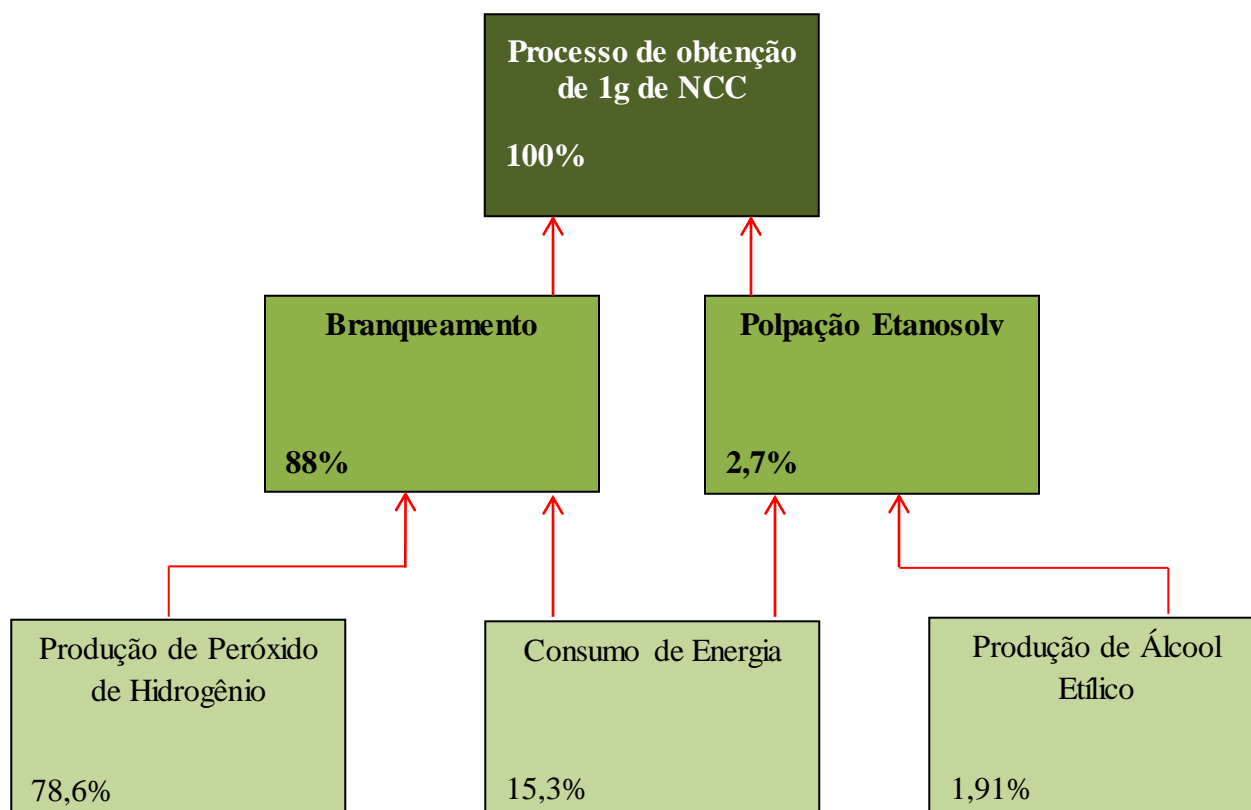 Processo de obtenção
de 1g de NCC
100%
Branqueamento
88%
Polpação Etanosolv
2,7%
Produção de Peróxido
de Hidrogênio
78,6%
Consumo de Energia
15,3%
Produção de Álcool
Etílico
1,91%